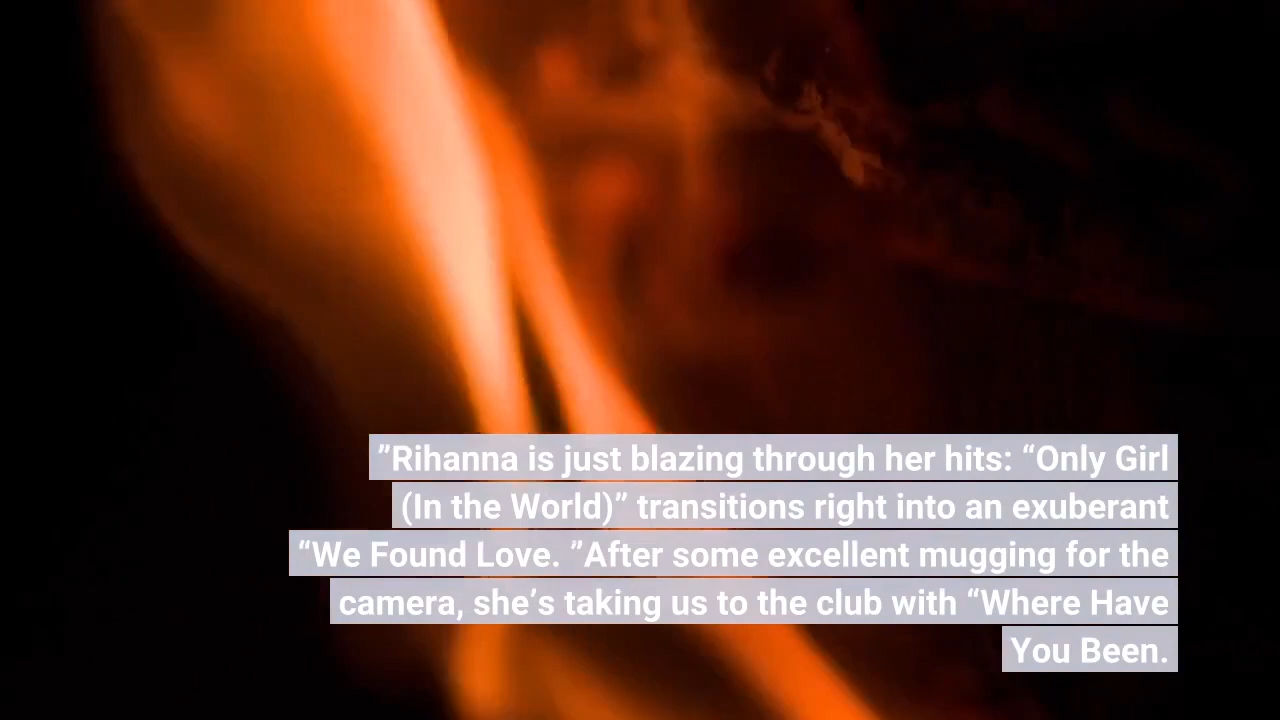 ”Rihanna is just blazing through her hits: “Only Girl
(In the World)” transitions right into an exuberant
“We Found Love. ”After some excellent mugging for the
camera, she’s taking us to the club with “Where Have
You Been.